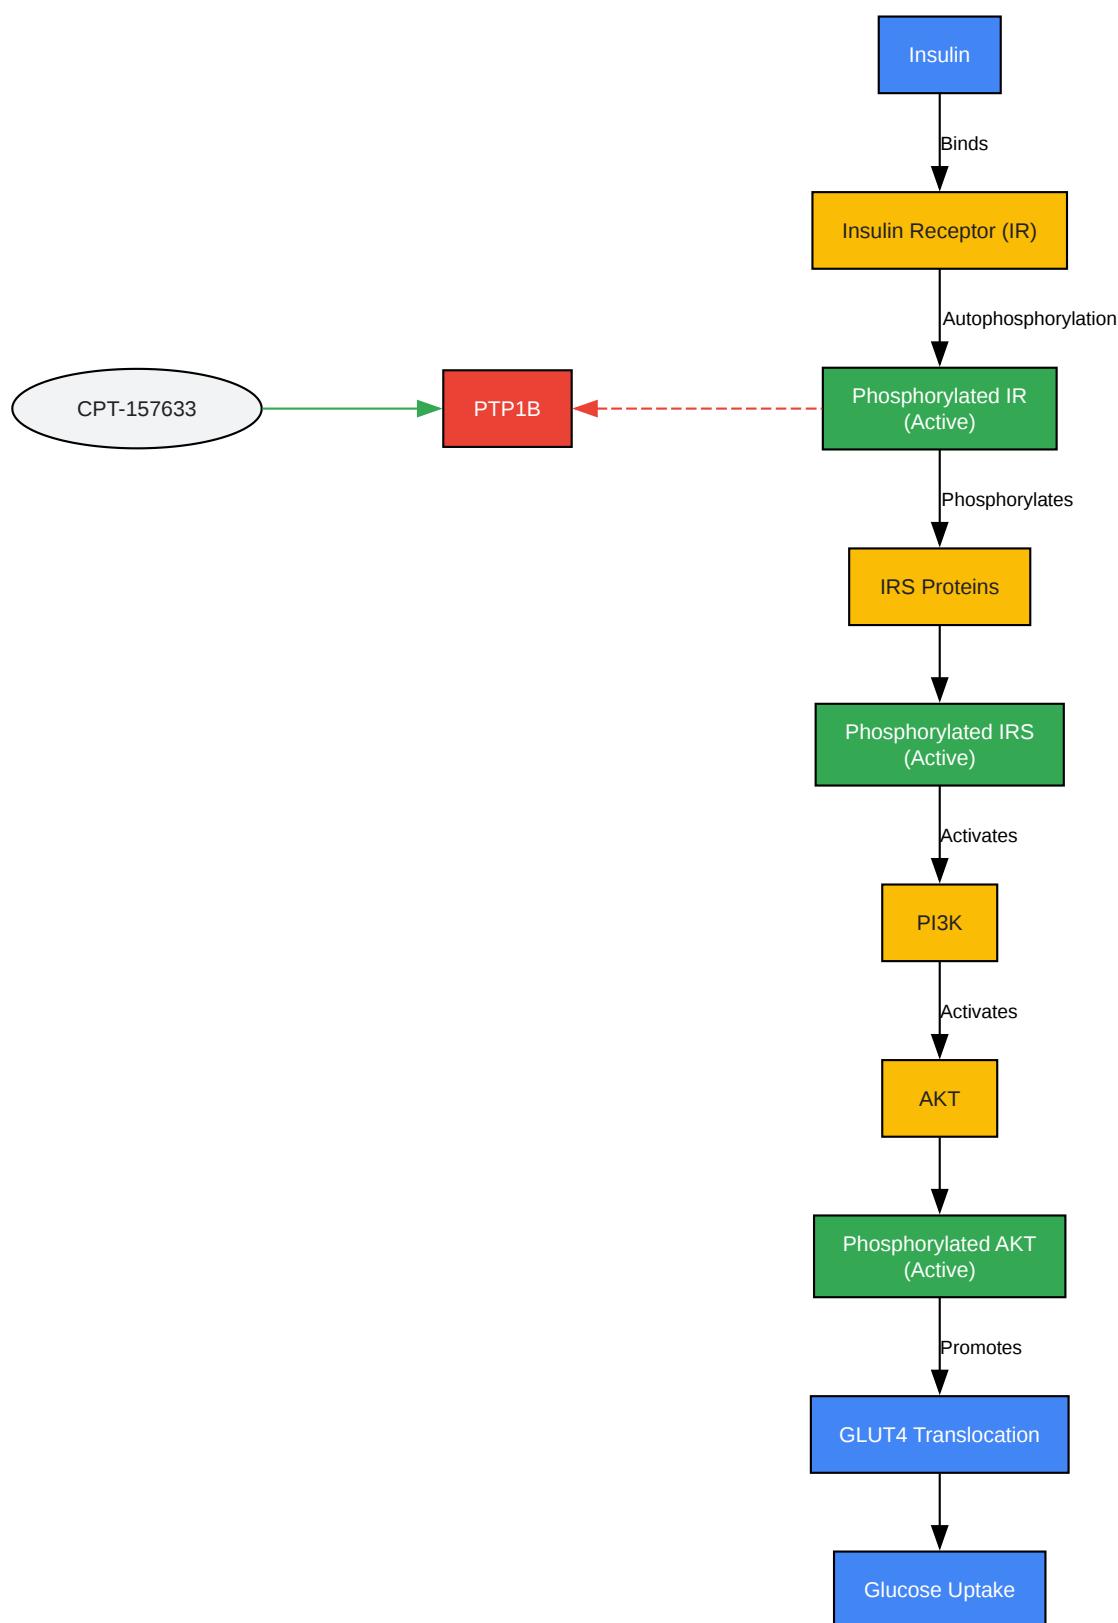 Insulin
Binds
Insulin Receptor (IR)
Autophosphorylation
CPT-157633
PTP1B
Phosphorylated IR
(Active)
Phosphorylates
IRS Proteins
Phosphorylated IRS
(Active)
Activates
PI3K
Activates
AKT
Phosphorylated AKT
(Active)
Promotes
GLUT4 Translocation
Glucose Uptake